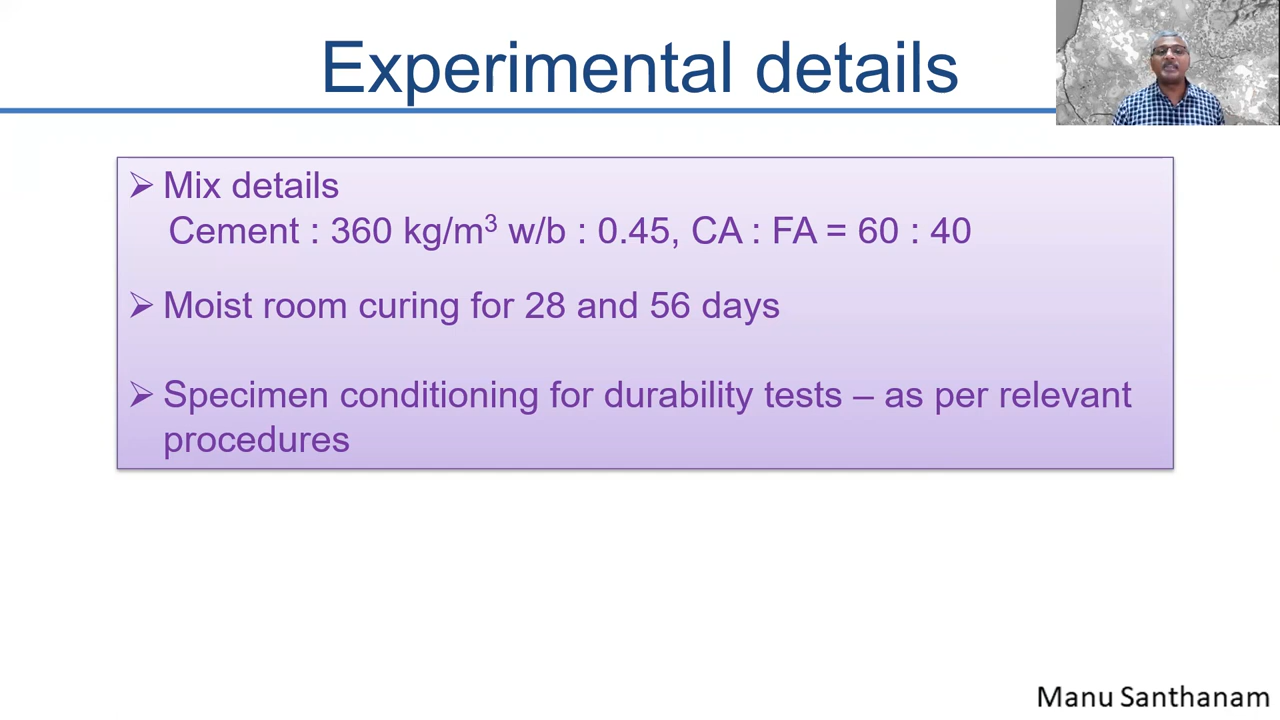 Experimental details
➢ Mix details
Cement : 360 kg/m³ w/b : 0.45, CA : FA = 60 : 40
➢ Moist room curing for 28 and 56 days
➢ Specimen conditioning for durability tests – as per relevant
procedures
Manu Santhanam